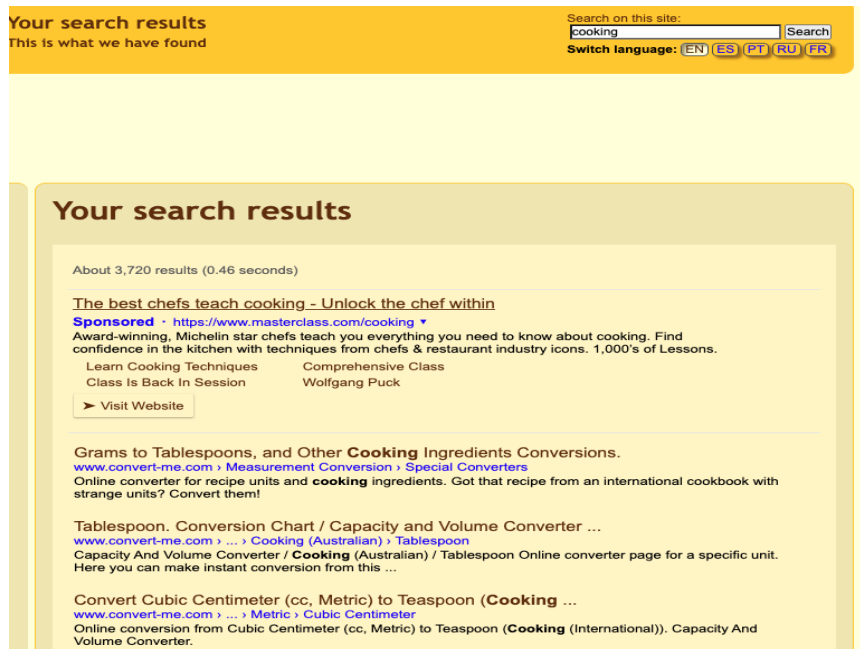 Your search results
This is what we have found
Search on this site:
cooking
Search
Switch language: EN ES PT RU FR
Your search results
About 3,720 results (0.46 seconds)
The best chefs teach cooking - Unlock the chef within
Sponsored · https://www.masterclass.com/cooking ▾
Award-winning, Michelin star chefs teach you everything you need to know about cooking. Find
confidence in the kitchen with techniques from chefs & restaurant industry icons. 1,000's of Lessons.
Learn Cooking Techniques Comprehensive Class
Class Is Back In Session Wolfgang Puck
➤ Visit Website
Grams to Tablespoons, and Other Cooking Ingredients Conversions.
www.convert-me.com › Measurement Conversion › Special Converters
Online converter for recipe units and cooking ingredients. Got that recipe from an international cookbook with
strange units? Convert them!
Tablespoon. Conversion Chart / Capacity and Volume Converter ...
www.convert-me.com › ... › Cooking (Australian) › Tablespoon
Capacity And Volume Converter / Cooking (Australian) / Tablespoon Online converter page for a specific unit.
Here you can make instant conversion from this ...
Convert Cubic Centimeter (cc, Metric) to Teaspoon (Cooking ...
www.convert-me.com › ... › Metric › Cubic Centimeter
Online conversion from Cubic Centimeter (cc, Metric) to Teaspoon (Cooking (International)). Capacity And
Volume Converter.